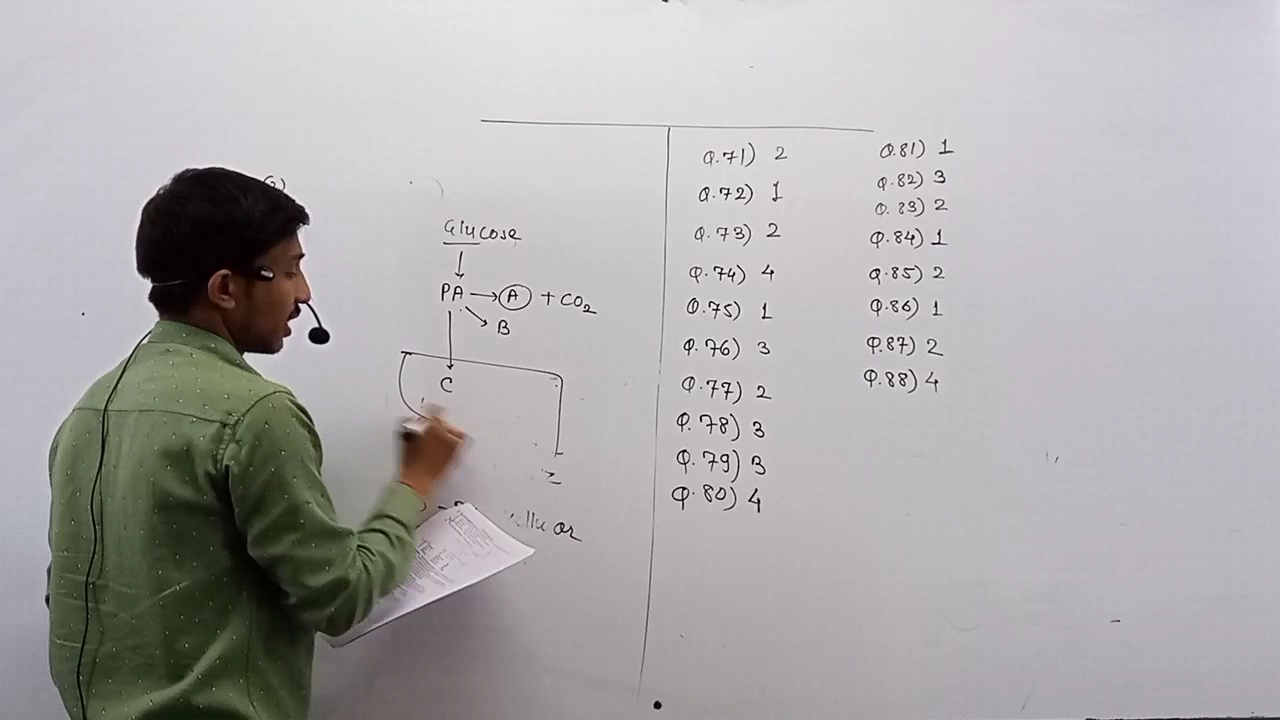 Glucose
PA → (A) + CO2
B
C
Q.71) 2
Q.72) 1
Q.73) 2
Q.74) 4
Q.75) 1
Q.76) 3
Q.77) 2
Q.78) 3
Q.79) 3
Q.80) 4
Q.81) 1
Q.82) 3
Q.83) 2
Q.84) 1
Q.85) 2
Q.86) 1
Q.87) 2
Q.88) 4